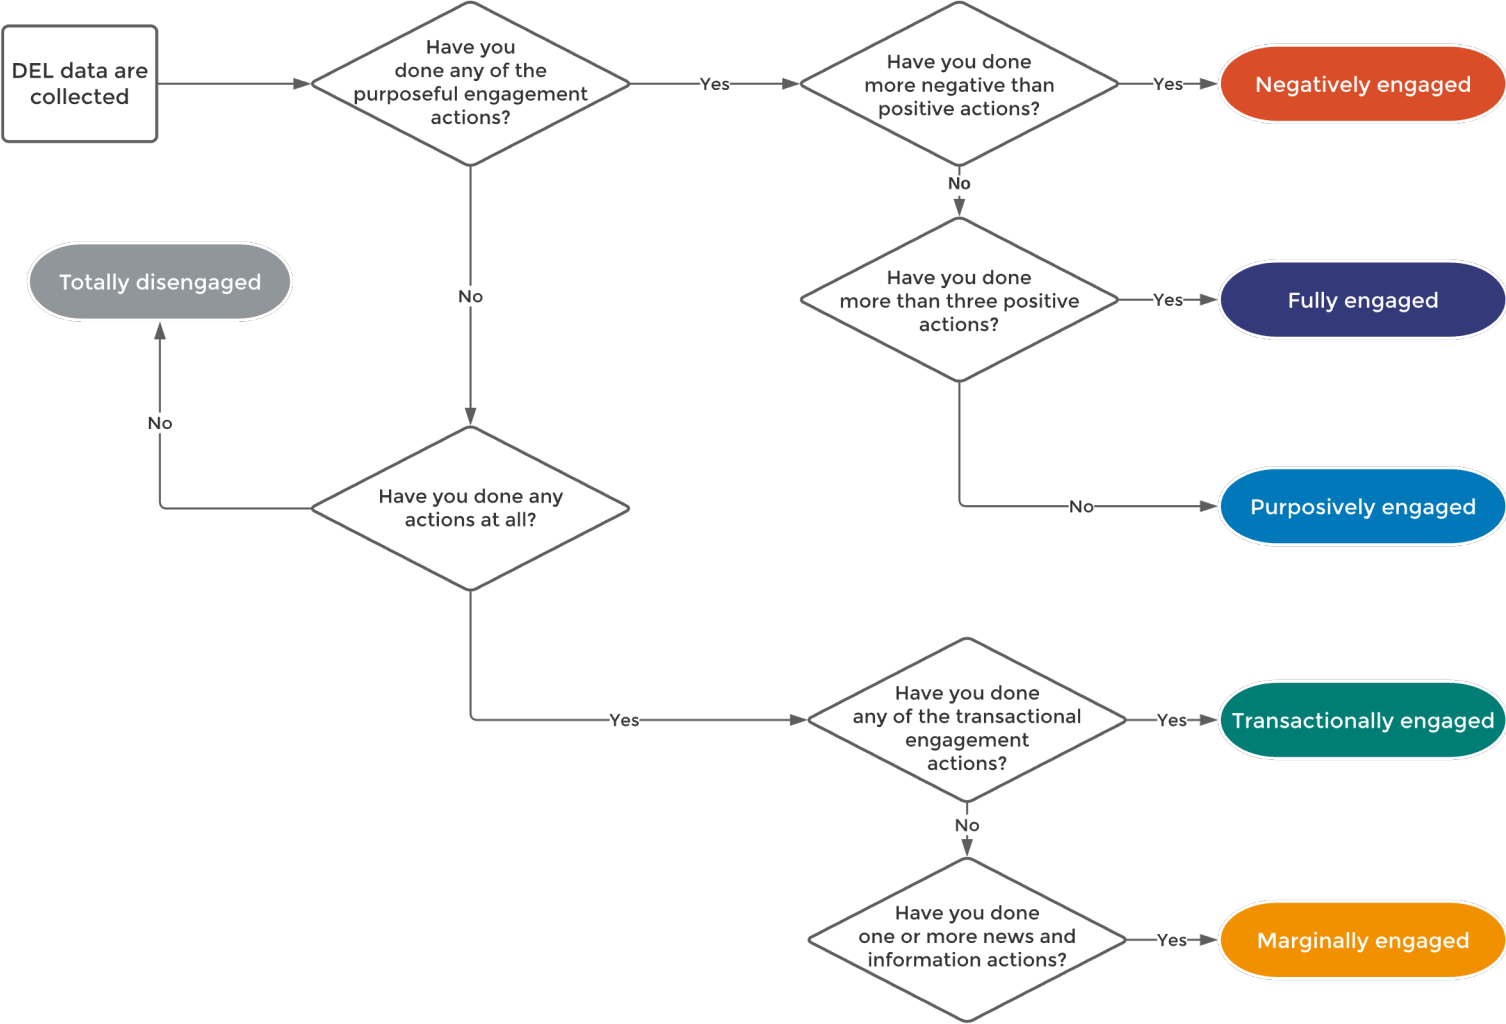 DEL data are
collected
Have you
done any of the
purposeful engagement
actions?
Yes
Have you done
more negative than
positive actions?
Yes
Negatively engaged
No
Have you done
more than three positive
actions?
Yes
Fully engaged
No
Purposively engaged
No
Have you done any
actions at all?
No
Totally disengaged
Yes
Have you done
any of the transactional
engagement
actions?
Yes
Transactionally engaged
No
Have you done
one or more news and
information actions?
Yes
Marginally engaged